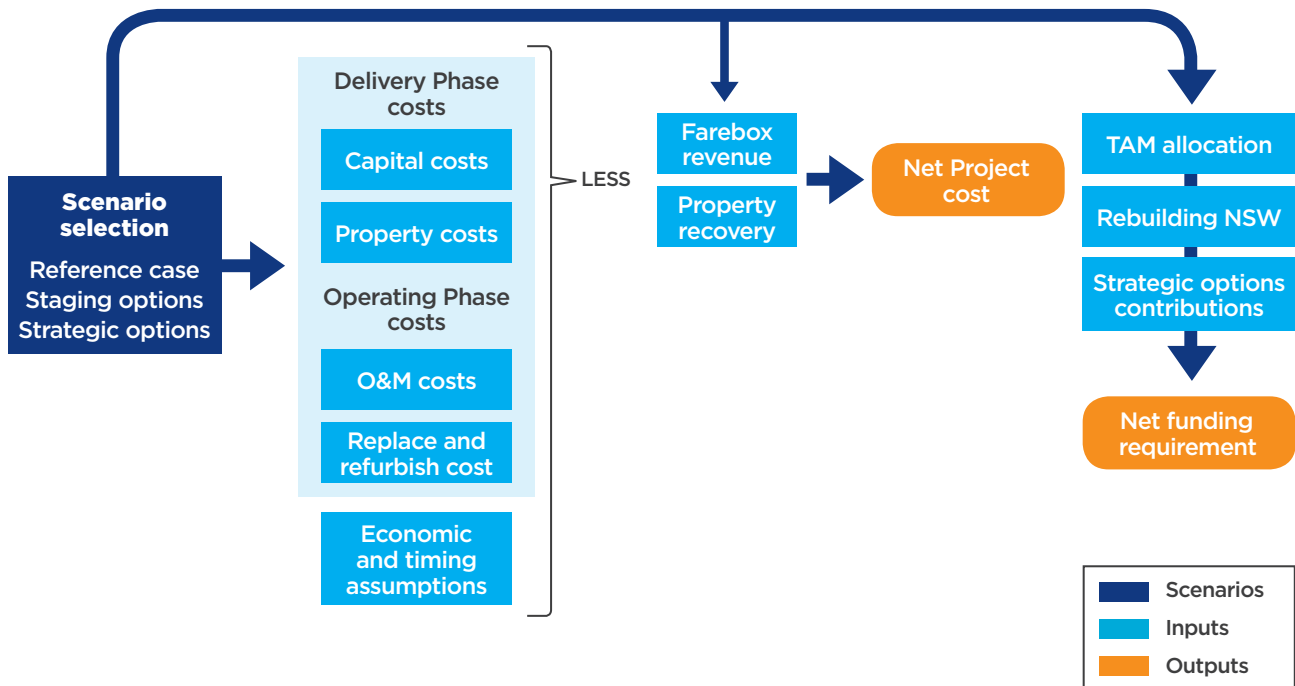 Scenario
selection
Reference case
Staging options
Strategic options
Delivery Phase
costs
Capital costs
Property costs
Operating Phase
costs
O&M costs
Replace and
refurbish cost
Economic
and timing
assumptions
LESS
Farebox
revenue
Property
recovery
Net Project
cost
TAM allocation
Rebuilding NSW
Strategic options
contributions
Net funding
requirement
Scenarios
Inputs
Outputs